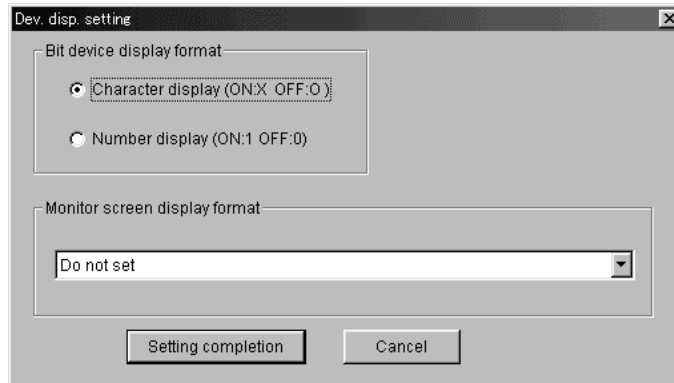 Dev. disp. setting
Bit device display format
Character display (ON:X OFF:O )
Number display (ON:1 OFF:0)
Monitor screen display format
Do not set
Setting completion
Cancel